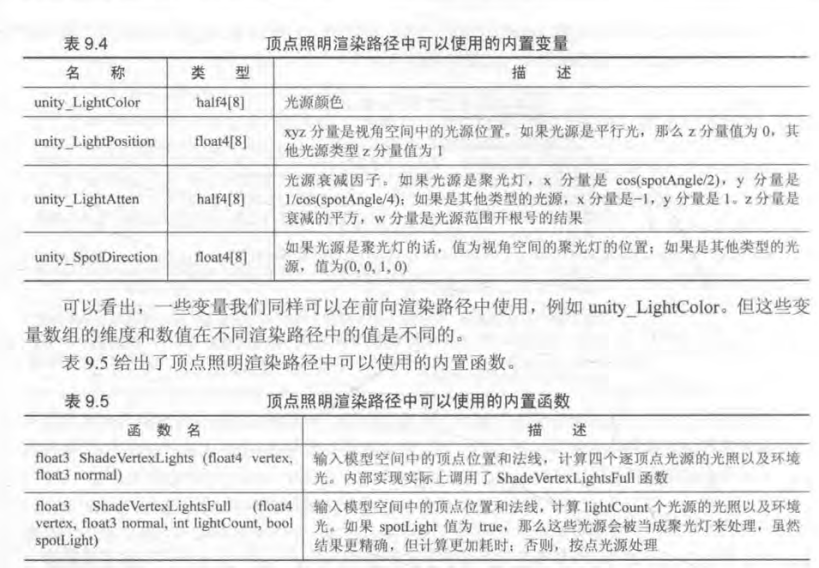 表 9.4 顶点照明渲染路径中可以使用的内置变量
名 称 类 型 描 述
unity_LightColor half4[8] 光源颜色
unity_LightPosition float4[8] xyz 分量是视角空间中的光源位置。如果光源是平行光，那么 z 分量值为 0，其
他光源类型 z 分量值为 1
unity_LightAtten half4[8] 光源衰减因子。如果光源是聚光灯，x 分量是 cos(spotAngle/2)，y 分量是
1/cos(spotAngle/4)；如果是其他类型的光源，x 分量是−1，y 分量是 1。z 分量是
衰减的平方，w 分量是光源范围开根号的结果
unity_SpotDirection float4[8] 如果光源是聚光灯的话，值为视角空间的聚光灯的位置；如果是其他类型的光
源，值为(0, 0, 1, 0)
可以看出，一些变量我们同样可以在前向渲染路径中使用，例如 unity_LightColor。但这些变
量数组的维度和数值在不同渲染路径中的值是不同的。
表 9.5 给出了顶点照明渲染路径中可以使用的内置函数。
表 9.5 顶点照明渲染路径中可以使用的内置函数
函 数 名 描 述
float3 ShadeVertexLights (float4 vertex,
float3 normal)
输入模型空间中的顶点位置和法线，计算四个逐顶点光源的光照以及环境
光。内部实现实际上调用了 ShadeVertexLightsFull 函数
float3 ShadeVertexLightsFull (float4
vertex, float3 normal, int lightCount, bool
spotLight)
输入模型空间中的顶点位置和法线，计算 lightCount 个光源的光照以及环境
光。如果 spotLight 值为 true，那么这些光源会被当成聚光灯来处理，虽然
结果更精确，但计算更加耗时；否则，按点光源处理